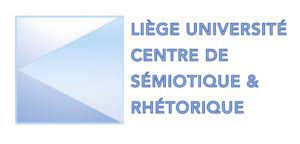 LIÈGE UNIVERSITÉ
CENTRE DE
SÉMIOTIQUE &
RHÉTORIQUE